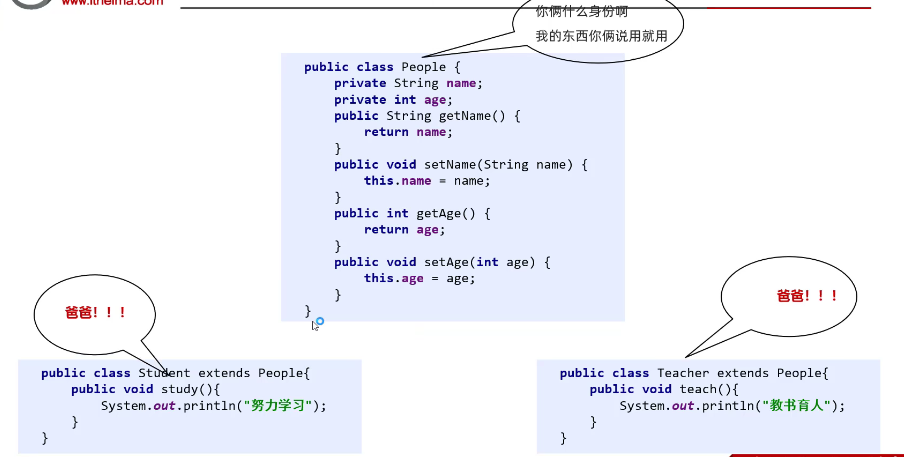 www.itheima.com
你俩什么身份啊
我的东西你俩说用就用
public class People {
private String name;
private int age;
public String getName() {
return name;
}
public void setName(String name) {
this.name = name;
}
public int getAge() {
return age;
}
public void setAge(int age) {
this.age = age;
}
}
爸爸！！！
public class Student extends People{
public void study(){
System.out.println("努力学习");
}
}
爸爸！！！
public class Teacher extends People{
public void teach(){
System.out.println("教书育人");
}
}